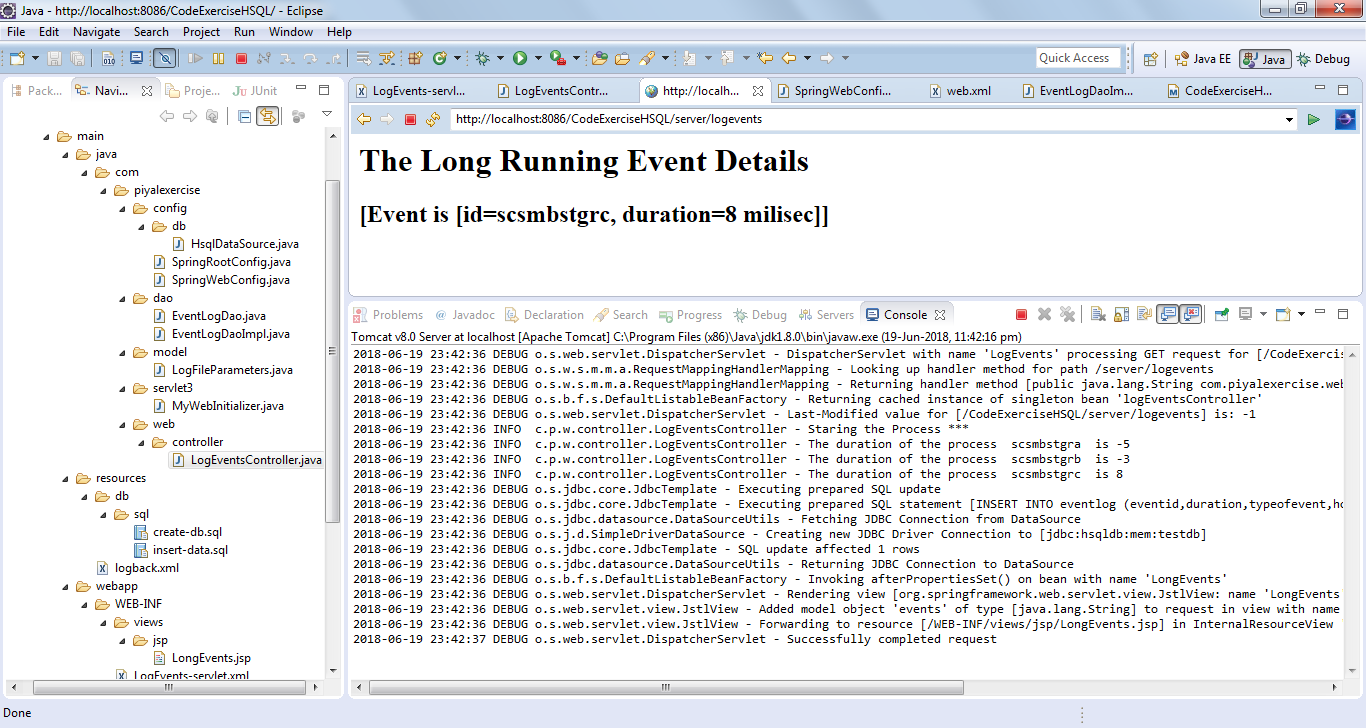 Java - http://localhost:8086/CodeExerciseHSQL/ - Eclipse
File Edit Navigate Search Project Run Window Help
Quick Access Java EE Java Debug
Pack... Navi... Proje... JUnit
main
java
com
piyalexercise
config
db
HsqlDataSource.java
SpringRootConfig.java
SpringWebConfig.java
dao
EventLogDao.java
EventLogDaoImpl.java
model
LogFileParameters.java
servlet3
MyWebInitializer.java
web
controller
LogEventsController.java
resources
db
sql
create-db.sql
insert-data.sql
logback.xml
webapp
WEB-INF
views
jsp
LongEvents.jsp
LogEvents-servlet.xml
LogEvents-servl... LogEventsContr... http://localh... SpringWebConfi... web.xml EventLogDaoIm... CodeExerciseH...
http://localhost:8086/CodeExerciseHSQL/server/logevents
The Long Running Event Details
[Event is [id=scsmbstgrc, duration=8 milisec]]
Problems Javadoc Declaration Search Progress Debug Servers Console
Tomcat v8.0 Server at localhost [Apache Tomcat] C:\Program Files (x86)\Java\jdk1.8.0\bin\javaw.exe (19-Jun-2018, 11:42:16 pm)
2018-06-19 23:42:36 DEBUG o.s.web.servlet.DispatcherServlet - DispatcherServlet with name 'LogEvents' processing GET request for [/CodeExercis
2018-06-19 23:42:36 DEBUG o.s.w.s.m.m.a.RequestMappingHandlerMapping - Looking up handler method for path /server/logevents
2018-06-19 23:42:36 DEBUG o.s.w.s.m.m.a.RequestMappingHandlerMapping - Returning handler method [public java.lang.String com.piyalexercise.web
2018-06-19 23:42:36 DEBUG o.s.b.f.s.DefaultListableBeanFactory - Returning cached instance of singleton bean 'logEventsController'
2018-06-19 23:42:36 DEBUG o.s.web.servlet.DispatcherServlet - Last-Modified value for [/CodeExerciseHSQL/server/logevents] is: -1
2018-06-19 23:42:36 INFO c.p.w.controller.LogEventsController - Staring the Process ***
2018-06-19 23:42:36 INFO c.p.w.controller.LogEventsController - The duration of the process scsmbstgra is -5
2018-06-19 23:42:36 INFO c.p.w.controller.LogEventsController - The duration of the process scsmbstgrb is -3
2018-06-19 23:42:36 INFO c.p.w.controller.LogEventsController - The duration of the process scsmbstgrc is 8
2018-06-19 23:42:36 DEBUG o.s.jdbc.core.JdbcTemplate - Executing prepared SQL update
2018-06-19 23:42:36 DEBUG o.s.jdbc.core.JdbcTemplate - Executing prepared SQL statement [INSERT INTO eventlog (eventid,duration,typeofevent,ho
2018-06-19 23:42:36 DEBUG o.s.jdbc.datasource.DataSourceUtils - Fetching JDBC Connection from DataSource
2018-06-19 23:42:36 DEBUG o.s.j.d.SimpleDriverDataSource - Creating new JDBC Driver Connection to [jdbc:hsqldb:mem:testdb]
2018-06-19 23:42:36 DEBUG o.s.jdbc.core.JdbcTemplate - SQL update affected 1 rows
2018-06-19 23:42:36 DEBUG o.s.jdbc.datasource.DataSourceUtils - Returning JDBC Connection to DataSource
2018-06-19 23:42:36 DEBUG o.s.b.f.s.DefaultListableBeanFactory - Invoking afterPropertiesSet() on bean with name 'LongEvents'
2018-06-19 23:42:36 DEBUG o.s.web.servlet.DispatcherServlet - Rendering view [org.springframework.web.servlet.view.JstlView: name 'LongEvents
2018-06-19 23:42:36 DEBUG o.s.web.servlet.view.JstlView - Added model object 'events' of type [java.lang.String] to request in view with name
2018-06-19 23:42:36 DEBUG o.s.web.servlet.view.JstlView - Forwarding to resource [/WEB-INF/views/jsp/LongEvents.jsp] in InternalResourceView
2018-06-19 23:42:37 DEBUG o.s.web.servlet.DispatcherServlet - Successfully completed request
Done